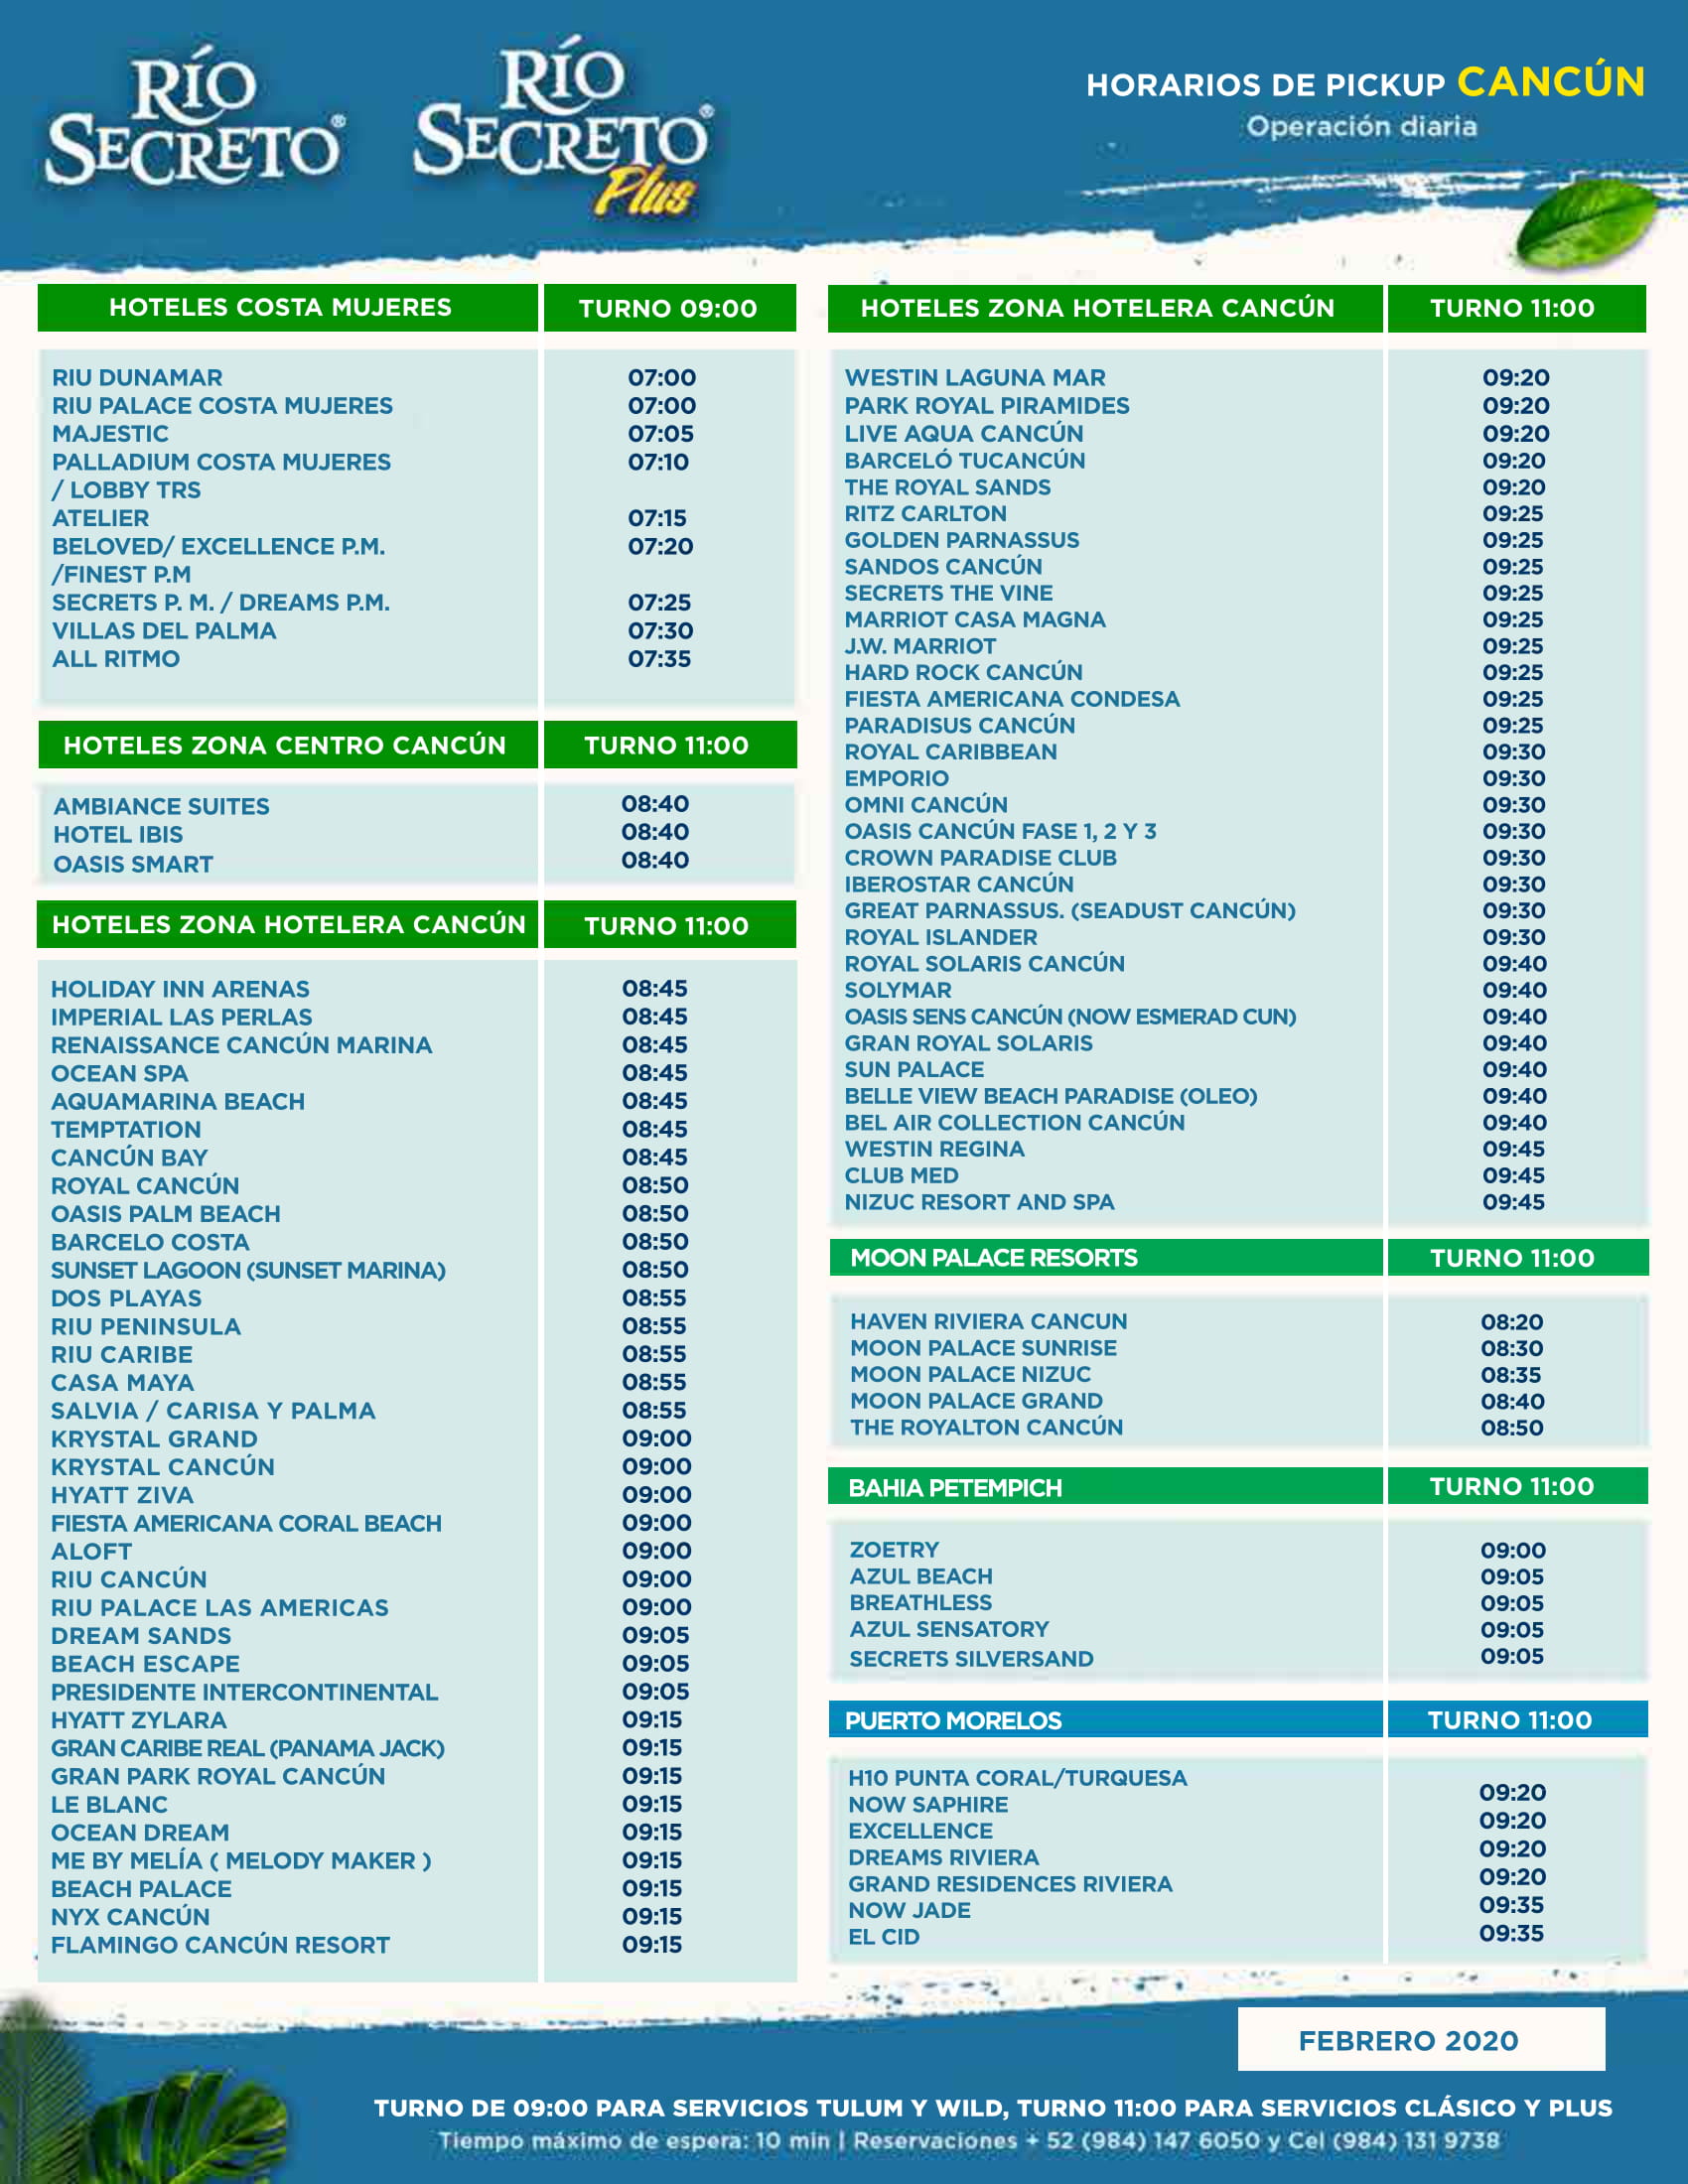 RÍO
SECRETO®
RÍO
SECRETO®
Plus
HORARIOS DE PICKUP CANCÚN
Operación diaria
HOTELES COSTA MUJERES TURNO 09:00
RIU DUNAMAR 07:00
RIU PALACE COSTA MUJERES 07:00
MAJESTIC 07:05
PALLADIUM COSTA MUJERES 07:10
/ LOBBY TRS
ATELIER 07:15
BELOVED/ EXCELLENCE P.M. 07:20
/FINEST P.M
SECRETS P. M. / DREAMS P.M. 07:25
VILLAS DEL PALMA 07:30
ALL RITMO 07:35
HOTELES ZONA CENTRO CANCÚN TURNO 11:00
AMBIANCE SUITES 08:40
HOTEL IBIS 08:40
OASIS SMART 08:40
HOTELES ZONA HOTELERA CANCÚN TURNO 11:00
HOLIDAY INN ARENAS 08:45
IMPERIAL LAS PERLAS 08:45
RENAISSANCE CANCÚN MARINA 08:45
OCEAN SPA 08:45
AQUAMARINA BEACH 08:45
TEMPTATION 08:45
CANCÚN BAY 08:45
ROYAL CANCÚN 08:50
OASIS PALM BEACH 08:50
BARCELO COSTA 08:50
SUNSET LAGOON (SUNSET MARINA) 08:50
DOS PLAYAS 08:55
RIU PENINSULA 08:55
RIU CARIBE 08:55
CASA MAYA 08:55
SALVIA / CARISA Y PALMA 08:55
KRYSTAL GRAND 09:00
KRYSTAL CANCÚN 09:00
HYATT ZIVA 09:00
FIESTA AMERICANA CORAL BEACH 09:00
ALOFT 09:00
RIU CANCÚN 09:00
RIU PALACE LAS AMERICAS 09:00
DREAM SANDS 09:05
BEACH ESCAPE 09:05
PRESIDENTE INTERCONTINENTAL 09:05
HYATT ZYLARA 09:15
GRAN CARIBE REAL (PANAMA JACK) 09:15
GRAN PARK ROYAL CANCÚN 09:15
LE BLANC 09:15
OCEAN DREAM 09:15
ME BY MELÍA ( MELODY MAKER ) 09:15
BEACH PALACE 09:15
NYX CANCÚN 09:15
FLAMINGO CANCÚN RESORT 09:15
HOTELES ZONA HOTELERA CANCÚN TURNO 11:00
WESTIN LAGUNA MAR 09:20
PARK ROYAL PIRAMIDES 09:20
LIVE AQUA CANCÚN 09:20
BARCELÓ TUCANCÚN 09:20
THE ROYAL SANDS 09:20
RITZ CARLTON 09:25
GOLDEN PARNASSUS 09:25
SANDOS CANCÚN 09:25
SECRETS THE VINE 09:25
MARRIOT CASA MAGNA 09:25
J.W. MARRIOT 09:25
HARD ROCK CANCÚN 09:25
FIESTA AMERICANA CONDESA 09:25
PARADISUS CANCÚN 09:25
ROYAL CARIBBEAN 09:30
EMPORIO 09:30
OMNI CANCÚN 09:30
OASIS CANCÚN FASE 1, 2 Y 3 09:30
CROWN PARADISE CLUB 09:30
IBEROSTAR CANCÚN 09:30
GREAT PARNASSUS. (SEADUST CANCÚN) 09:30
ROYAL ISLANDER 09:30
ROYAL SOLARIS CANCÚN 09:40
SOLYMAR 09:40
OASIS SENS CANCÚN (NOW ESMERAD CUN) 09:40
GRAN ROYAL SOLARIS 09:40
SUN PALACE 09:40
BELLE VIEW BEACH PARADISE (OLEO) 09:40
BEL AIR COLLECTION CANCÚN 09:40
WESTIN REGINA 09:45
CLUB MED 09:45
NIZUC RESORT AND SPA 09:45
MOON PALACE RESORTS TURNO 11:00
HAVEN RIVIERA CANCUN 08:20
MOON PALACE SUNRISE 08:30
MOON PALACE NIZUC 08:35
MOON PALACE GRAND 08:40
THE ROYALTON CANCÚN 08:50
BAHIA PETEMPICH TURNO 11:00
ZOETRY 09:00
AZUL BEACH 09:05
BREATHLESS 09:05
AZUL SENSATORY 09:05
SECRETS SILVERSAND 09:05
PUERTO MORELOS TURNO 11:00
H10 PUNTA CORAL/TURQUESA
NOW SAPHIRE
EXCELLENCE
DREAMS RIVIERA
GRAND RESIDENCES RIVIERA
NOW JADE
EL CID
09:20
09:20
09:20
09:20
09:35
09:35
FEBRERO 2020
TURNO DE 09:00 PARA SERVICIOS TULUM Y WILD, TURNO 11:00 PARA SERVICIOS CLÁSICO Y PLUS
Tiempo máximo de espera: 10 min | Reservaciones + 52 (984) 147 6050 y Cel (984) 131 9738